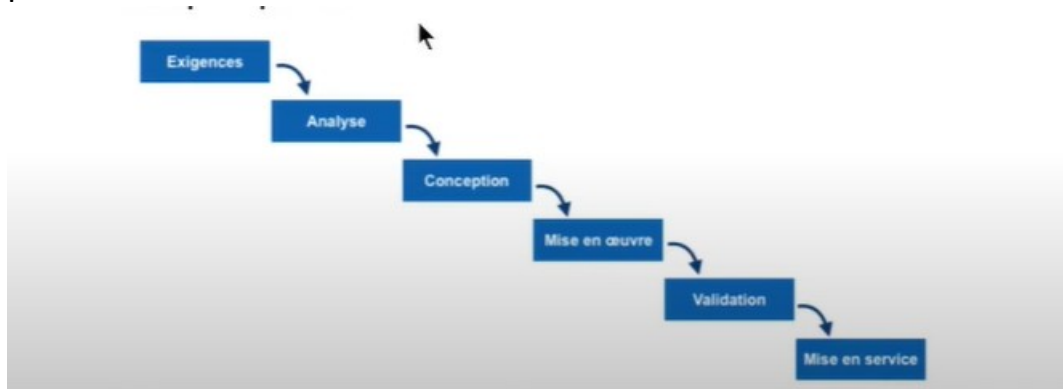 Exigences
Analyse
Conception
Mise en œuvre
Validation
Mise en service